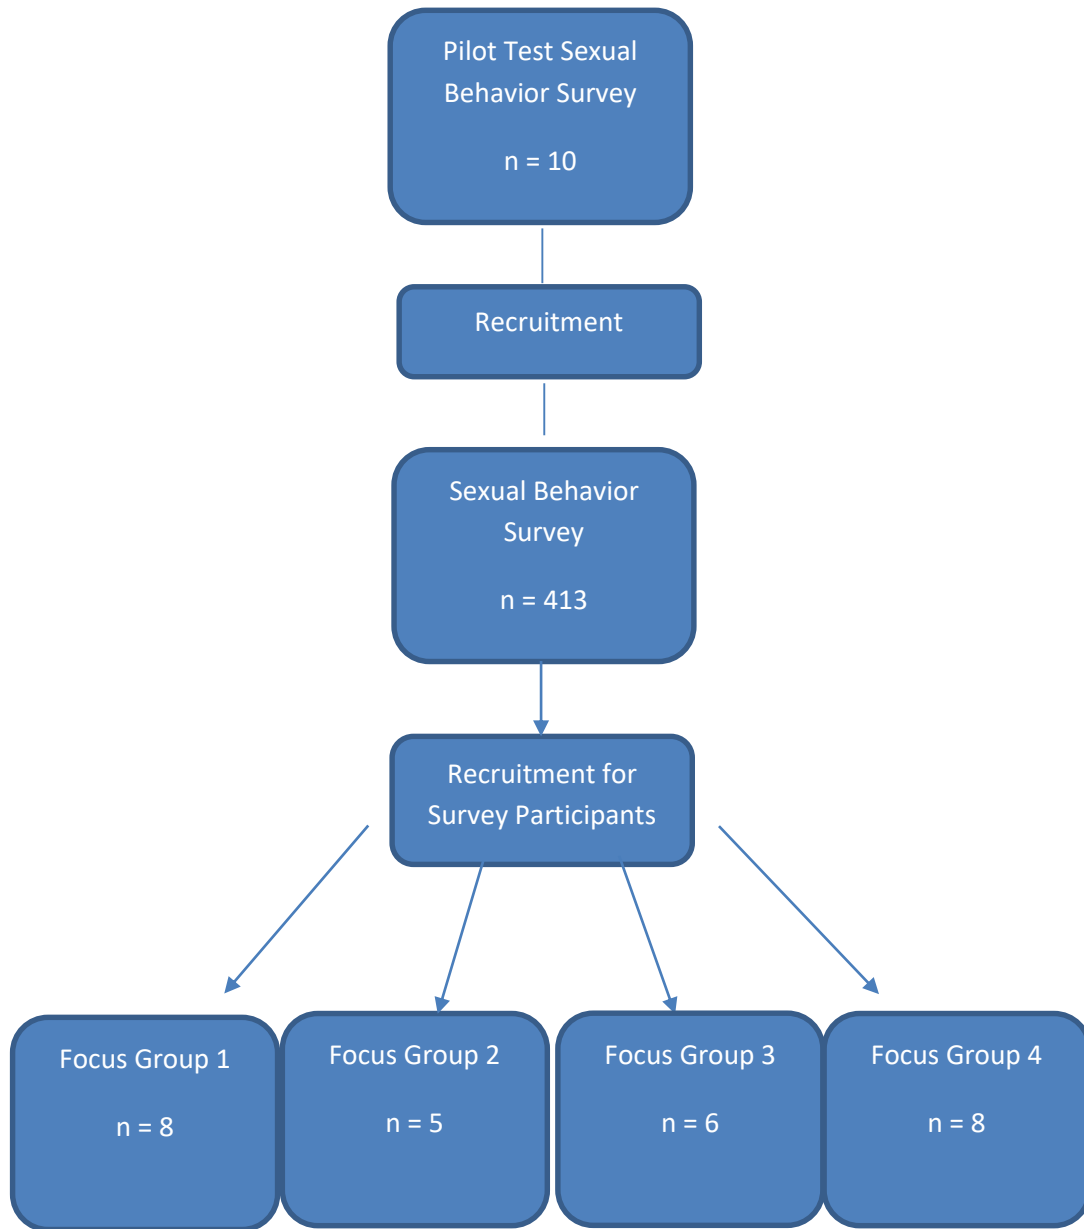 Pilot Test Sexual
Behavior Survey
n = 10
Recruitment
Sexual Behavior
Survey
n = 413
Recruitment for
Survey Participants
Focus Group 1
n = 8
Focus Group 2
n = 5
Focus Group 3
n = 6
Focus Group 4
n = 8